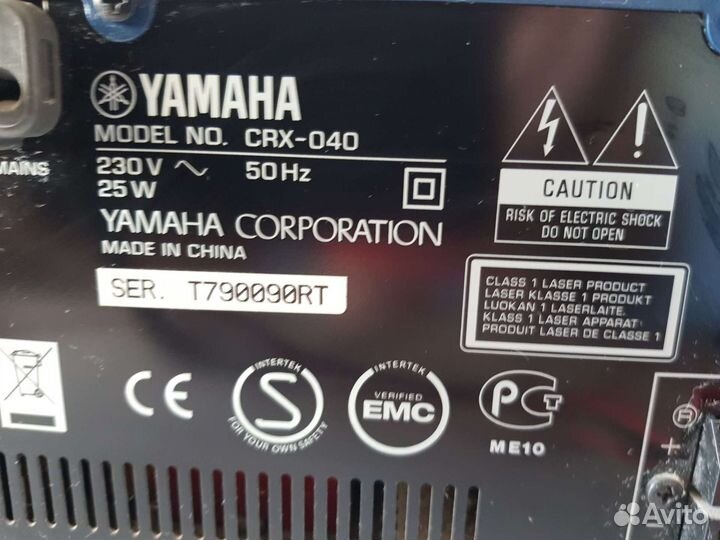 YAMAHA
MODEL NO. CRX-040
230V ~ 50Hz
25W
YAMAHA CORPORATION
MADE IN CHINA
SER. T790090RT
MAINS
CAUTION
RISK OF ELECTRIC SHOCK
DO NOT OPEN
CLASS 1 LASER PRODUCT
LASER KLASSE 1 PRODUKT
LUOKAN 1 LASERLAITE.
KLASS 1 LASER APPARAT
PRODUIT LASER DE CLASSE 1
CE
INTERTEK
S
FOR YOUR OWN SAFETY
INTERTEK
VERIFIED
EMC
РСТ
ME10
R
+
Avito